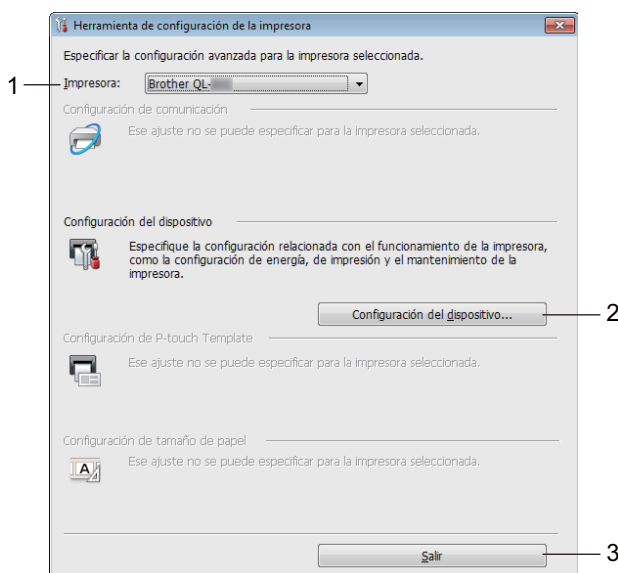 Herramienta de configuración de la impresora
Especificar la configuración avanzada para la impresora seleccionada.
1
Impresora: Brother QL-
Configuración de comunicación
Ese ajuste no se puede especificar para la impresora seleccionada.
Configuración del dispositivo
Especifique la configuración relacionada con el funcionamiento de la impresora,
como la configuración de energía, de impresión y el mantenimiento de la
impresora.
Configuración del dispositivo...
2
Configuración de P-touch Template
Ese ajuste no se puede especificar para la impresora seleccionada.
Configuración de tamaño de papel
A
Ese ajuste no se puede especificar para la impresora seleccionada.
Salir
3